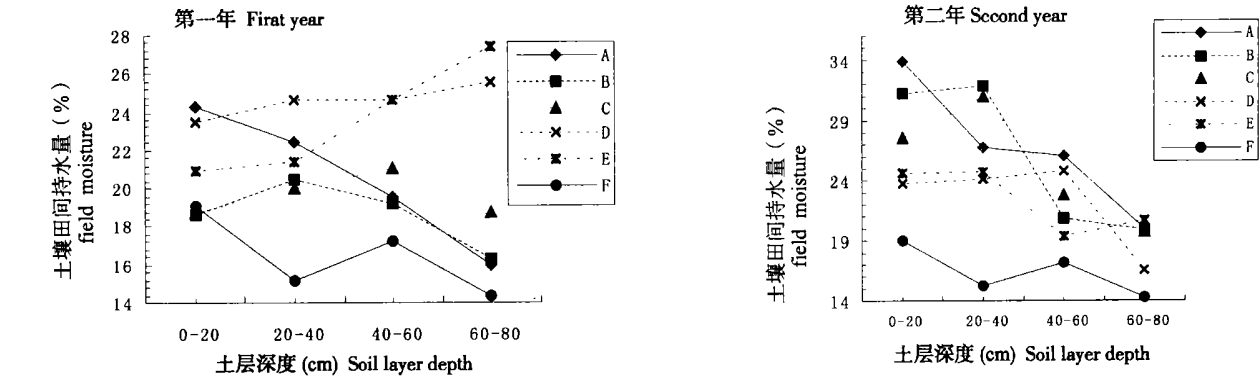 第一年 Firat year
28
26
24
22
20
18
16
14
土壤田间持水量(%)
field moisture
0-20 20-40 40-60 60-80
土层深度(cm) Soil layer depth
A
B
C
D
E
F
第二年 Sccond year
34
29
24
19
14
土壤田间持水量(%)
field moisture
0-20 20-40 40-60 60-80
土层深度(cm) Soil layer depth
A
B
C
D
E
F